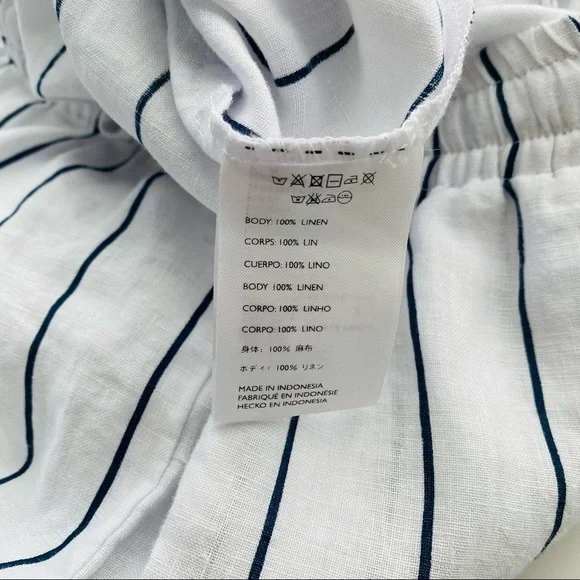 BODY: 100% LINEN
CORPS: 100% LIN
CUERPO: 100% LINO
BODY 100% LINEN
CORPO: 100% LINHO
CORPO: 100% LINO
身体: 100% 麻布
ボディ: 100% リネン
MADE IN INDONESIA
FABRIQUÉ EN INDONÉSIE
HECKO EN INDONESIA